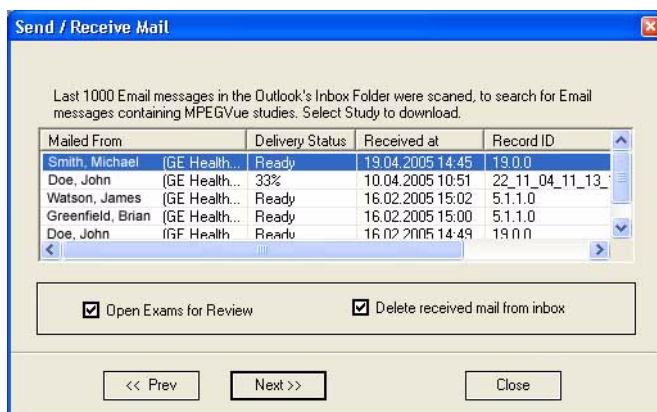 Send / Receive Mail
Last 1000 Email messages in the Outlook's Inbox Folder were scaned, to search for Email
messages containing MPEGVue studies. Select Study to download.
Mailed From Delivery Status Received at Record ID
Smith, Michael (GE Health... Ready 19.04.2005 14:45 19.0.0
Doe, John (GE Health... 33% 10.04.2005 10:51 22_11_04_11_13_
Watson, James (GE Health... Ready 16.02.2005 15:02 5.1.1.0
Greenfield, Brian (GE Health... Ready 16.02.2005 15:00 5.1.1.0
Doe, John (GE Health Ready 16.02.2005 14:49 19.0.0
Open Exams for Review Delete received mail from inbox
<< Prev Next >> Close